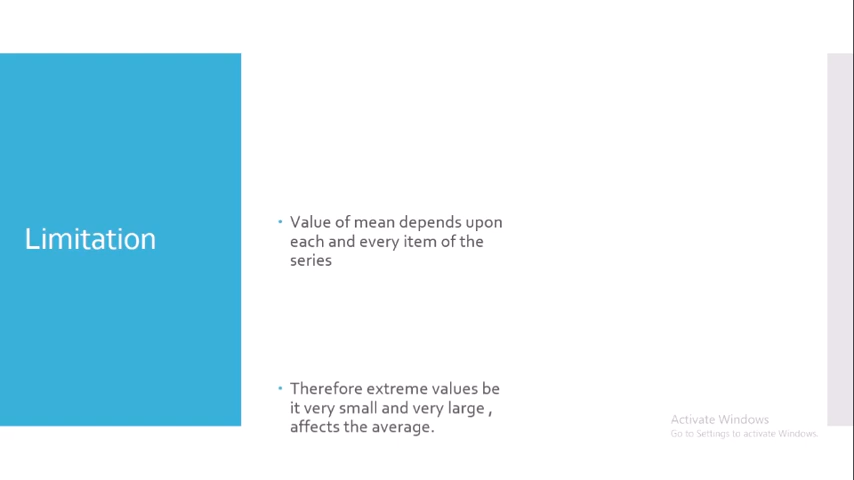 Limitation
• Value of mean depends upon
each and every item of the
series
• Therefore extreme values be
it very small and very large ,
affects the average.
Activate Windows
Go to Settings to activate Windows.